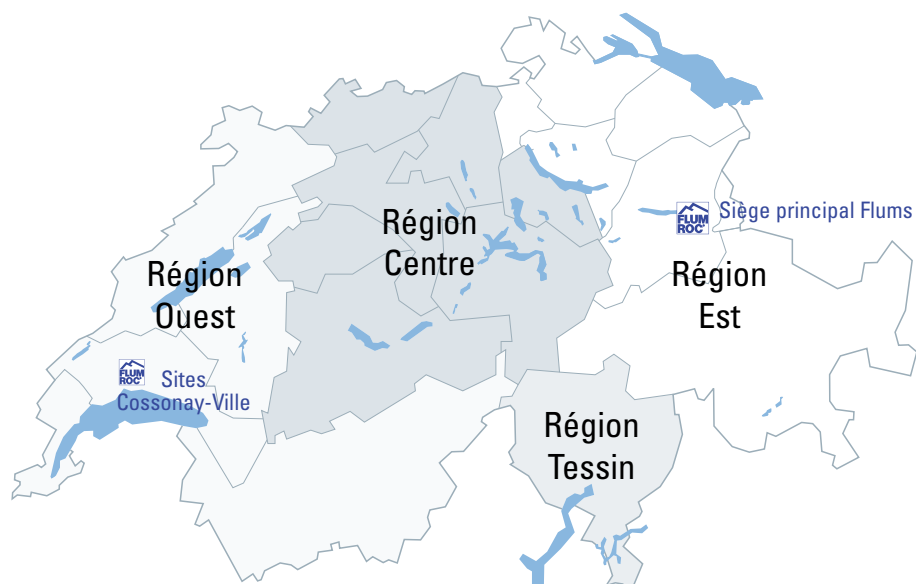 Siège principal Flums
FLUM
ROC
Région
Centre
Région
Ouest
Région
Est
FLUM
ROC
Sites
Cossonay-Ville
Région
Tessin